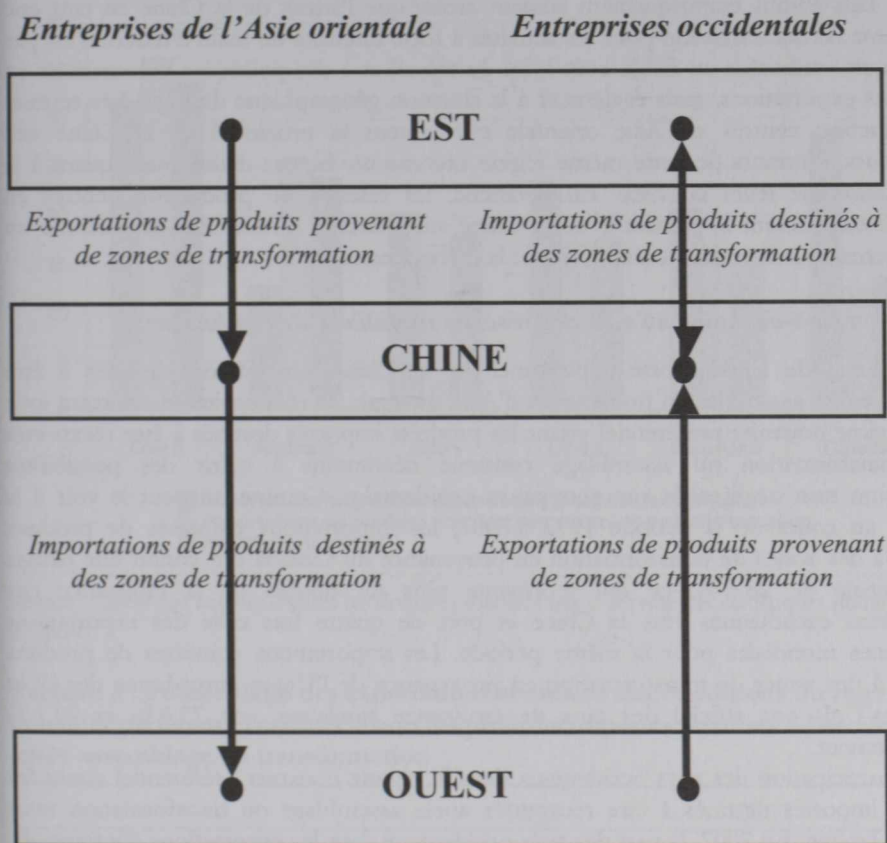 Entreprises de l'Asie orientale
Entreprises occidentales
EST
Exportations de produits provenant
de zones de transformation
Importations de produits destinés à
des zones de transformation
CHINE
Importations de produits destinés à
des zones de transformation
Exportations de produits provenant
de zones de transformation
OUEST